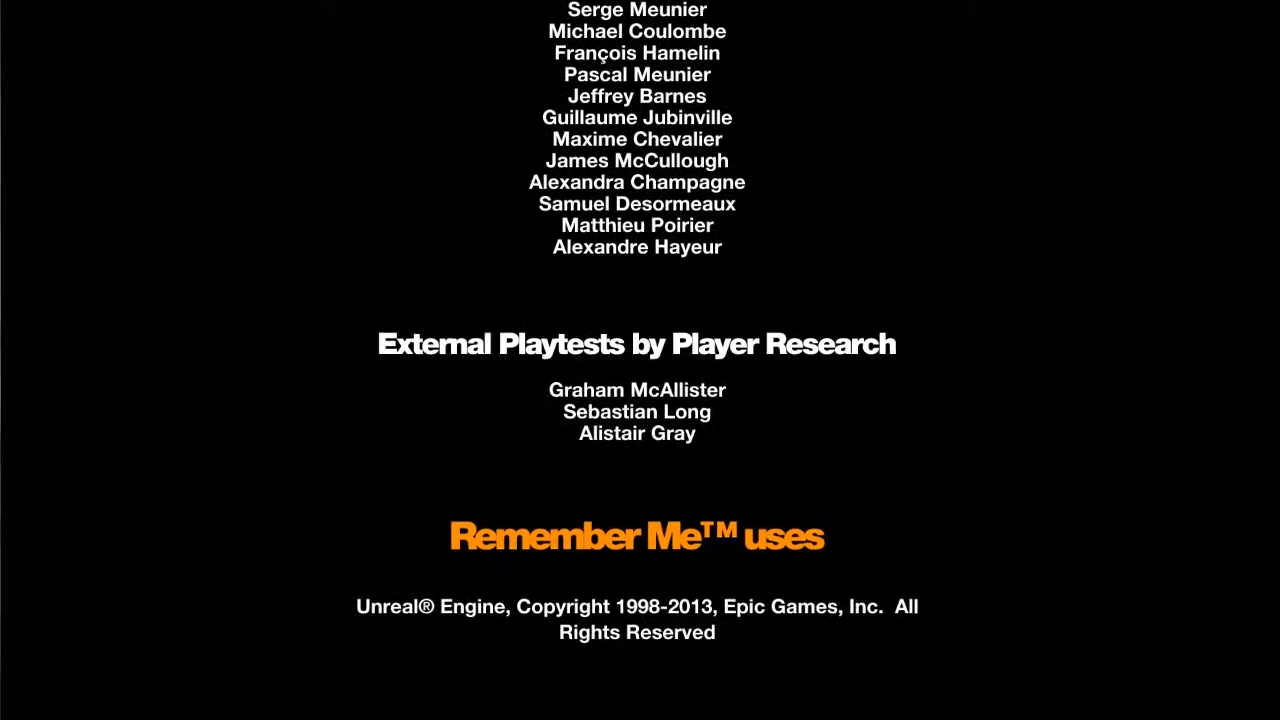 Serge Meunier
Michael Coulombe
François Hamelin
Pascal Meunier
Jeffrey Barnes
Guillaume Jubinville
Maxime Chevalier
James McCullough
Alexandra Champagne
Samuel Desormeaux
Matthieu Poirier
Alexandre Hayeur
External Playtests by Player Research
Graham McAllister
Sebastian Long
Alistair Gray
Remember Me™ uses
Unreal® Engine, Copyright 1998-2013, Epic Games, Inc.  All
Rights Reserved